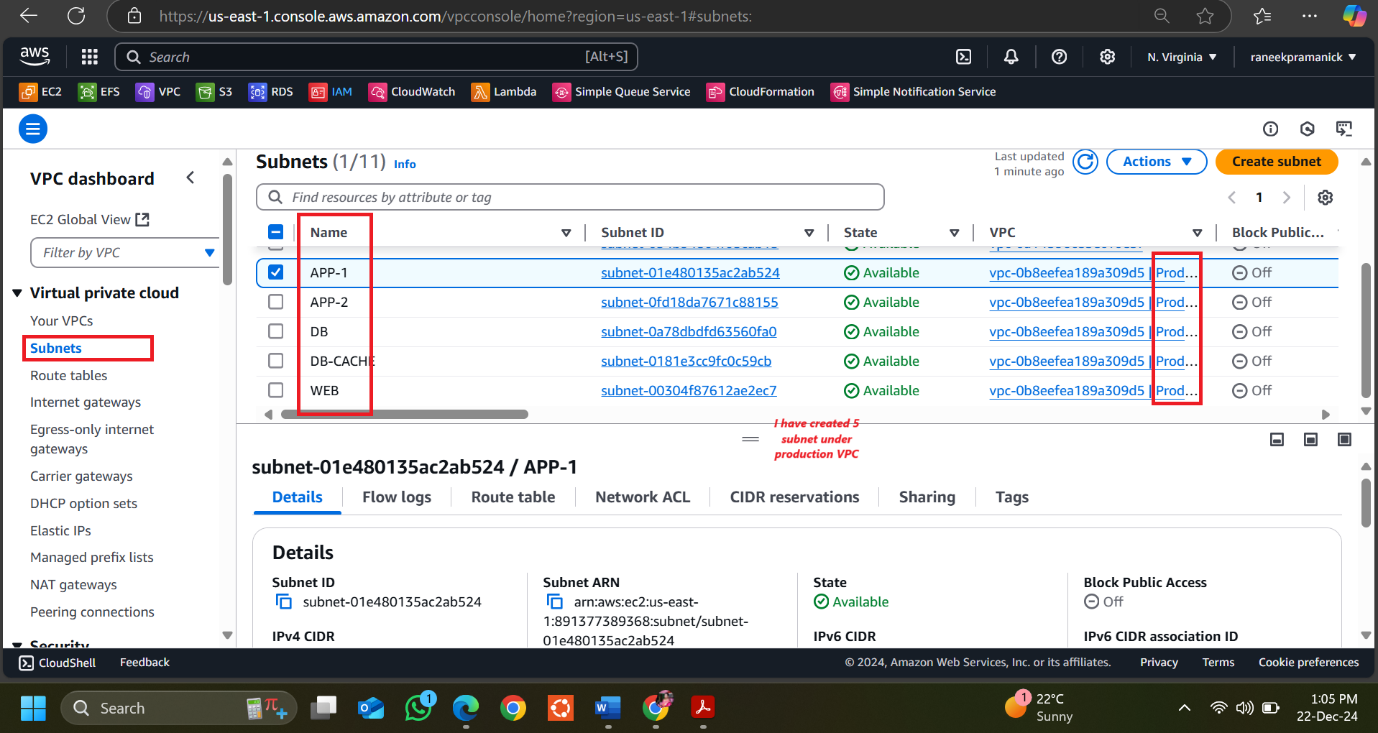 https://us-east-1.console.aws.amazon.com/vpcconsole/home?region=us-east-1#subnets:
aws
Search
[Alt+S]
N. Virginia
raneekpramanick
EC2
EFS
VPC
S3
RDS
IAM
CloudWatch
Lambda
Simple Queue Service
CloudFormation
Simple Notification Service
VPC dashboard
EC2 Global View
Filter by VPC
Virtual private cloud
Your VPCs
Subnets
Route tables
Internet gateways
Egress-only internet
gateways
Carrier gateways
DHCP option sets
Elastic IPs
Managed prefix lists
NAT gateways
Peering connections
Security
Subnets (1/11) Info
Last updated
1 minute ago
Actions
Create subnet
Find resources by attribute or tag
1
Name
Subnet ID
State
VPC
Block Public...
APP-1 subnet-01e480135ac2ab524 Available vpc-0b8eefea189a309d5 | Prod... Off
APP-2 subnet-0fd18da7671c88155 Available vpc-0b8eefea189a309d5 | Prod... Off
DB subnet-0a78dbdfd63560fa0 Available vpc-0b8eefea189a309d5 | Prod... Off
DB-CACHE subnet-0181e3cc9fc0c59cb Available vpc-0b8eefea189a309d5 | Prod... Off
WEB subnet-00304f87612ae2ec7 Available vpc-0b8eefea189a309d5 | Prod... Off
I have created 5
subnet under
production VPC
subnet-01e480135ac2ab524 / APP-1
Details
Flow logs
Route table
Network ACL
CIDR reservations
Sharing
Tags
Details
Subnet ID
subnet-01e480135ac2ab524
IPv4 CIDR
Subnet ARN
arn:aws:ec2:us-east-
1:891377389368:subnet/subnet-
01e480135ac2ab524
State
Available
IPv6 CIDR
Block Public Access
Off
IPv6 CIDR association ID
CloudShell
Feedback
© 2024, Amazon Web Services, Inc. or its affiliates.
Privacy
Terms
Cookie preferences
Search
1
1
22°C
Sunny
1:05 PM
22-Dec-24